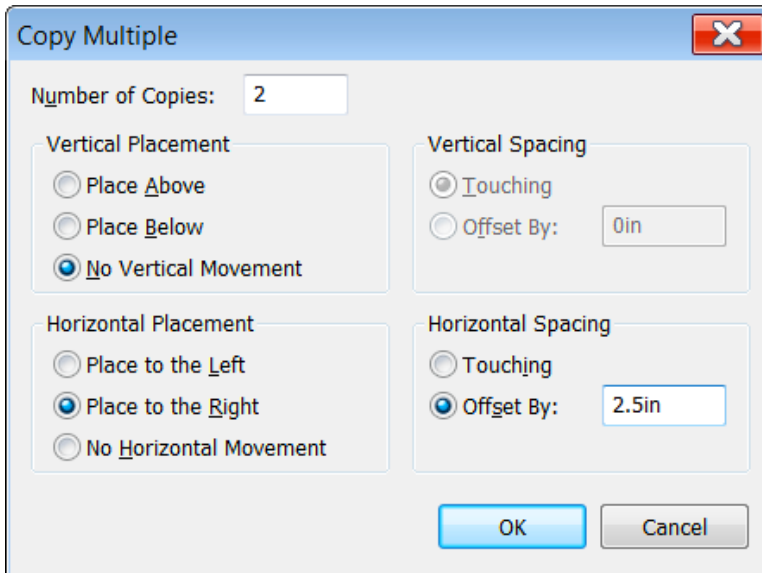 Copy Multiple
Number of Copies: 2
Vertical Placement
Place Above
Place Below
No Vertical Movement
Vertical Spacing
Touching
Offset By: 0in
Horizontal Placement
Place to the Left
Place to the Right
No Horizontal Movement
Horizontal Spacing
Touching
Offset By: 2.5in
OK Cancel